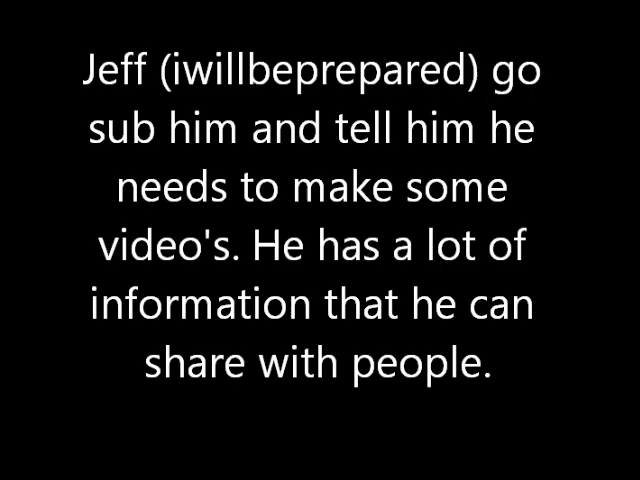 Jeff (iwillbeprepared) go
sub him and tell him he
needs to make some
video's. He has a lot of
information that he can
share with people.